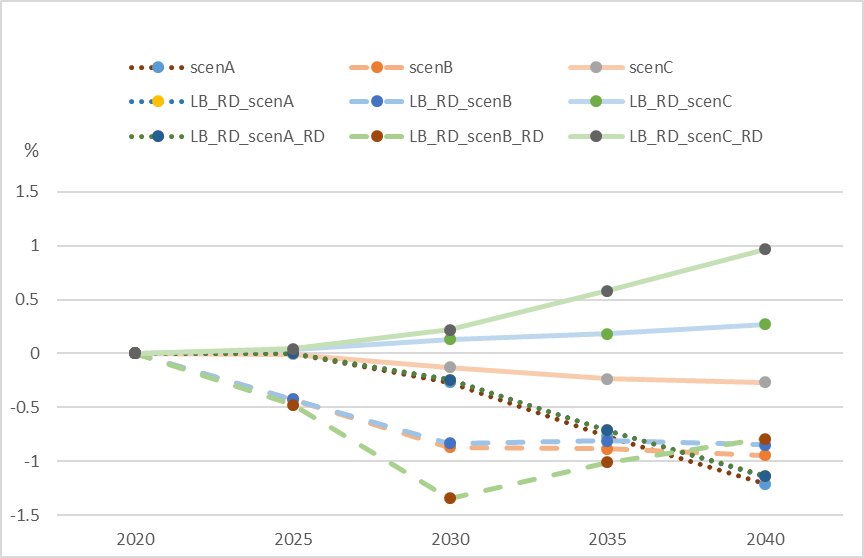 scenA scenB scenC
LB_RD_scenA LB_RD_scenB LB_RD_scenC
LB_RD_scenA_RD LB_RD_scenB_RD LB_RD_scenC_RD
%
1.5
1
0.5
0
-0.5
-1
-1.5
2020 2025 2030 2035 2040